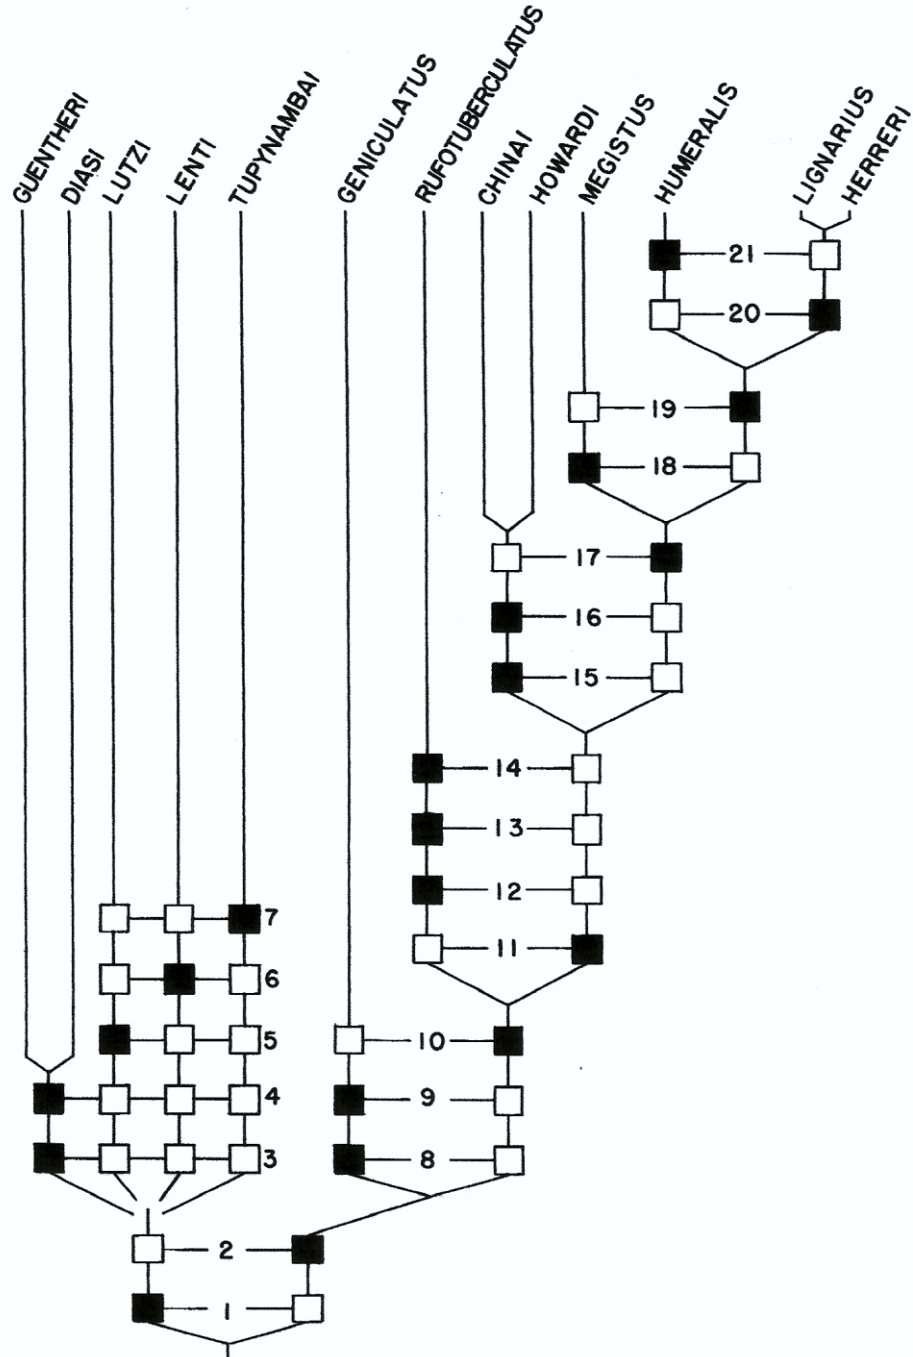 GUENTHERI
DIASI
LUTZI
LENTI
TUPYNAMBAI
GENICULATUS
RUFOTUBERCULATUS
CHINAI
HOWARDI
MEGISTUS
HUMERALIS
LIGNARIUS
HERRERI
21
20
19
18
17
16
15
14
13
12
11
7
6
5
10
4
9
3
8
2
1